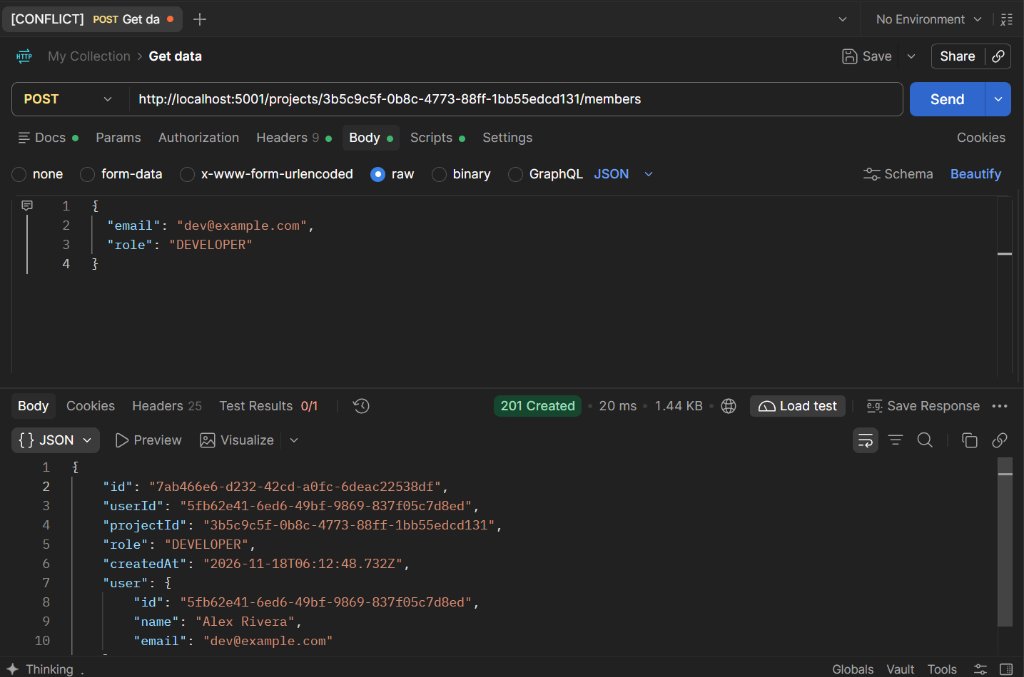 [CONFLICT] POST Get da
No Environment
HTTP My Collection > Get data Save Share
POST http://localhost:5001/projects/3b5c9c5f-0b8c-4773-88ff-1bb55edcd131/members Send
Docs Params Authorization Headers 9 Body Scripts Settings Cookies
none form-data x-www-form-urlencoded raw binary GraphQL JSON Schema Beautify
1 {
2 "email": "dev@example.com",
3 "role": "DEVELOPER"
4 }
Body Cookies Headers 25 Test Results 0/1 201 Created • 20 ms • 1.44 KB • Load test e.g. Save Response
{} JSON Preview Visualize
1 {
2 "id": "7ab466e6-d232-42cd-a0fc-6deac22538df",
3 "userId": "5fb62e41-6ed6-49bf-9869-837f05c7d8ed",
4 "projectId": "3b5c9c5f-0b8c-4773-88ff-1bb55edcd131",
5 "role": "DEVELOPER",
6 "createdAt": "2026-11-18T06:12:48.732Z",
7 "user": {
8 "id": "5fb62e41-6ed6-49bf-9869-837f05c7d8ed",
9 "name": "Alex Rivera",
10 "email": "dev@example.com"
Thinking . Globals Vault Tools